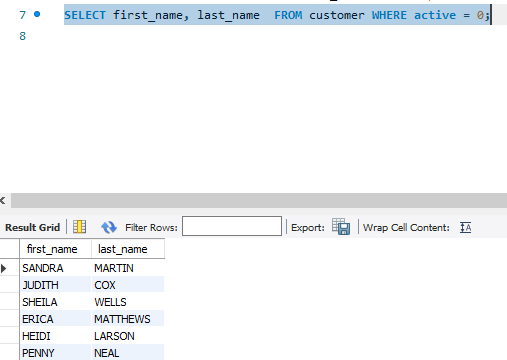 7 SELECT first_name, last_name  FROM customer WHERE active = 0;
8
Result Grid Filter Rows: Export: Wrap Cell Content:
first_name last_name
SANDRA MARTIN
JUDITH COX
SHEILA WELLS
ERICA MATTHEWS
HEIDI LARSON
PENNY NEAL